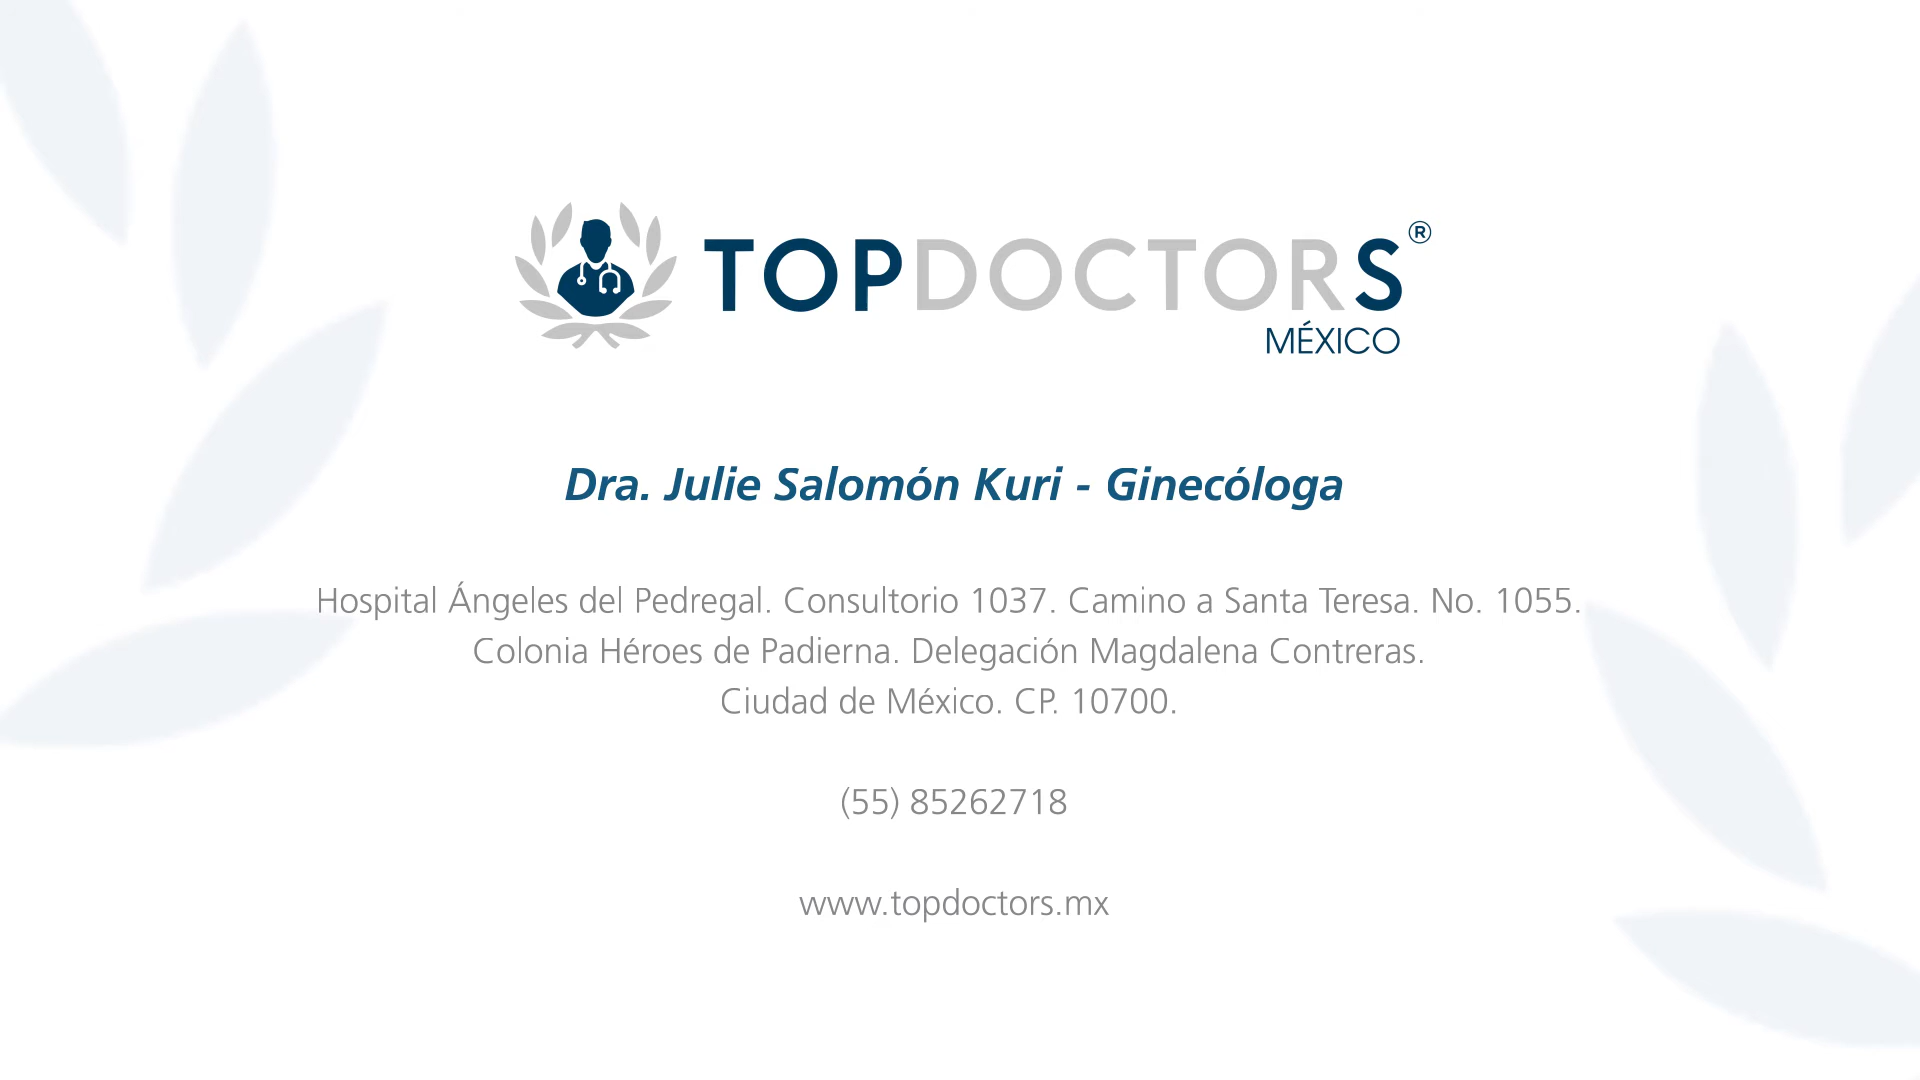 TOPDOCTORS®
MÉXICO
Dra. Julie Salomón Kuri - Ginecóloga
Hospital Ángeles del Pedregal. Consultorio 1037. Camino a Santa Teresa. No. 1055.
Colonia Héroes de Padierna. Delegación Magdalena Contreras.
Ciudad de México. CP. 10700.
(55) 85262718
www.topdoctors.mx